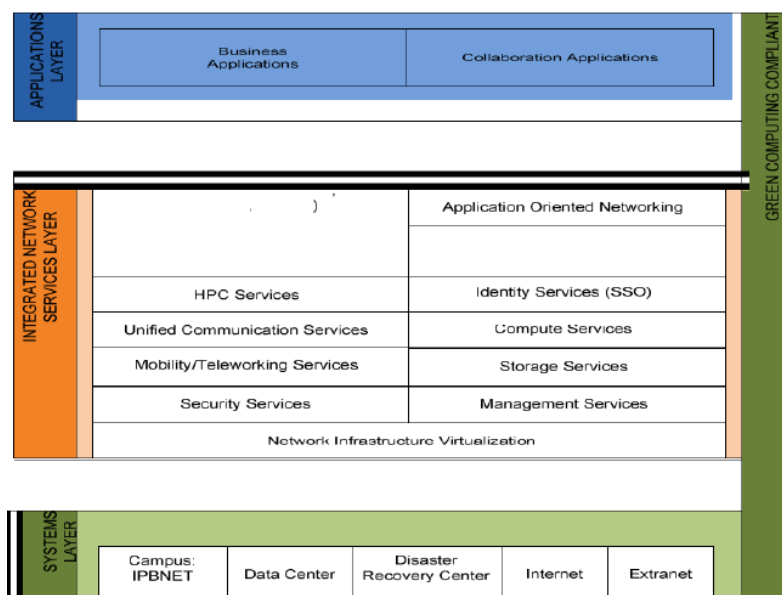 APPLICATIONS
LAYER
Business
Applications
Collaboration Applications
GREEN COMPUTING COMPLIANT
INTEGRATED NETWORK
SERVICES LAYER
Application Oriented Networking
HPC Services
Identity Services (SSO)
Unified Communication Services
Compute Services
Mobility/Teleworking Services
Storage Services
Security Services
Management Services
Network Infrastructure Virtualization
SYSTEMS
LAYER
Campus:
IPBNET
Data Center
Disaster
Recovery Center
Internet
Extranet